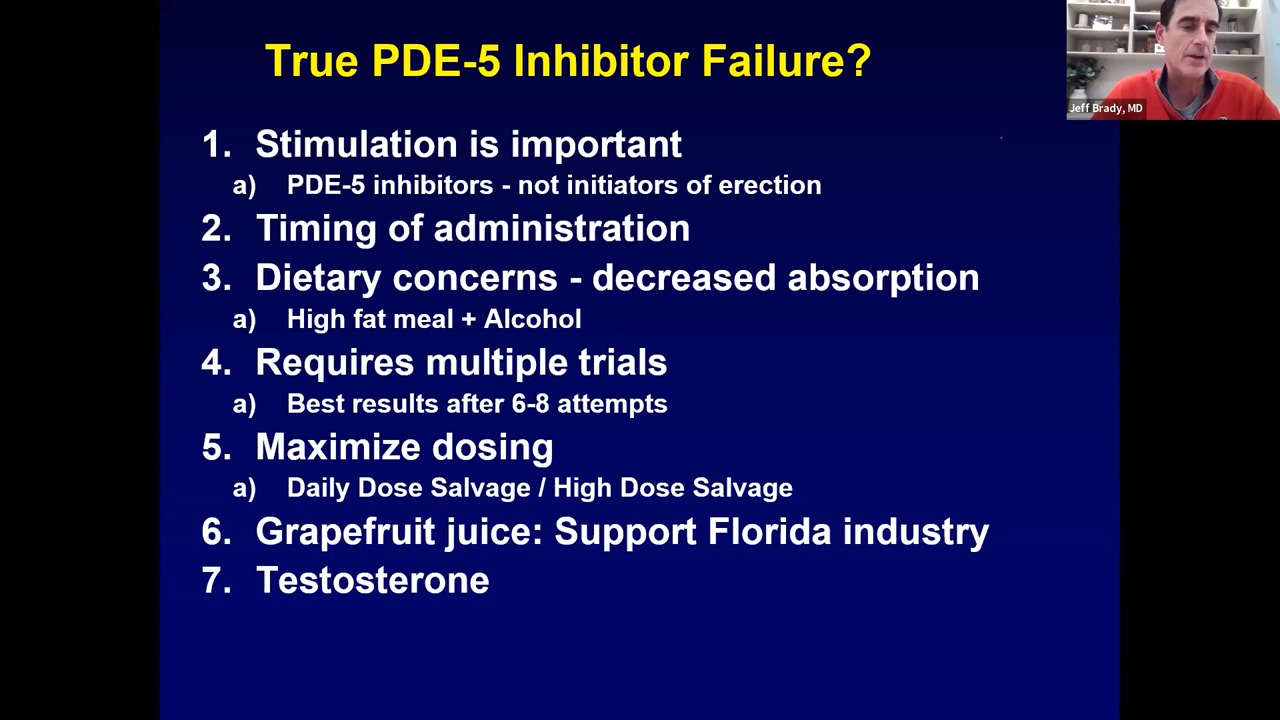 True PDE-5 Inhibitor Failure?
Jeff Brady, MD
1. Stimulation is important
a) PDE-5 inhibitors - not initiators of erection
2. Timing of administration
3. Dietary concerns - decreased absorption
a) High fat meal + Alcohol
4. Requires multiple trials
a) Best results after 6-8 attempts
5. Maximize dosing
a) Daily Dose Salvage / High Dose Salvage
6. Grapefruit juice: Support Florida industry
7. Testosterone